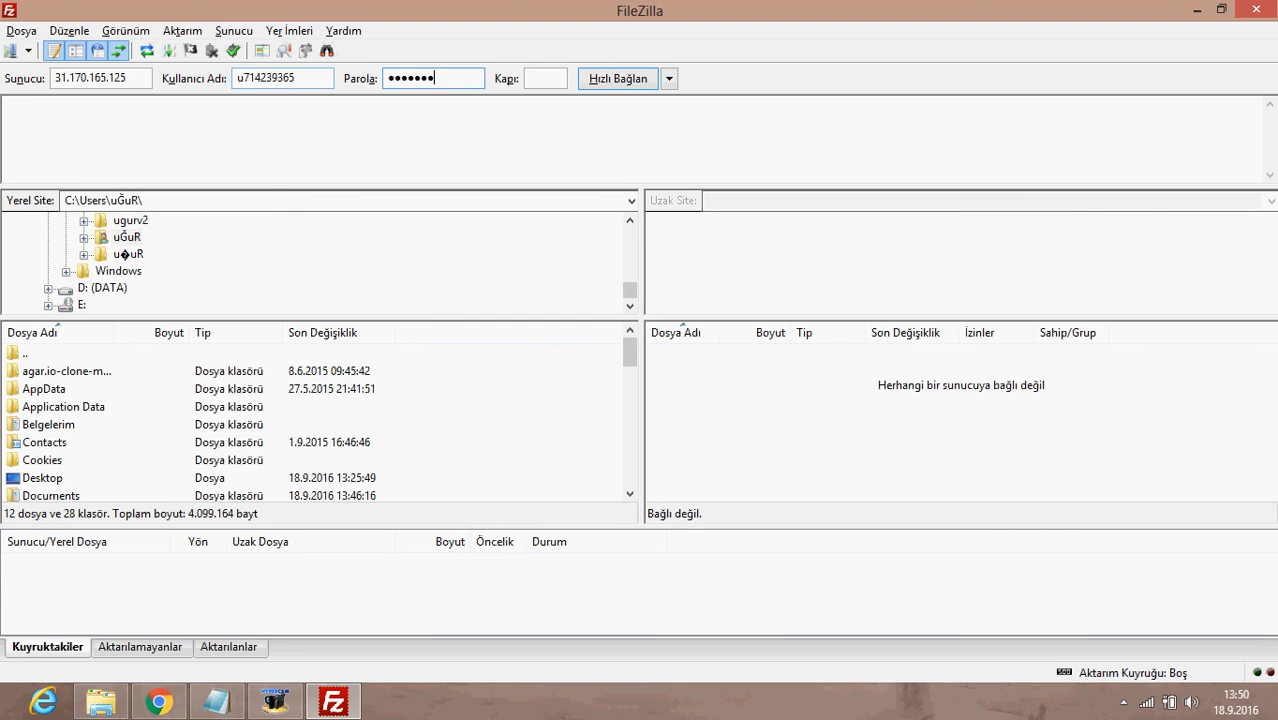 FileZilla
Dosya Düzenle Görünüm Aktarım Sunucu Yer İmleri Yardım
Sunucu: 31.170.165.125 Kullanıcı Adı: u714239365 Parola: ●●●●●●● Kapı: Hızlı Bağlan
Yerel Site: C:\Users\uĞuR\ Uzak Site:
ugurv2
uĞuR
u�uR
Windows
D: (DATA)
E:
Dosya Adı Boyut Tip Son Değişiklik
..
agar.io-clone-m... Dosya klasörü 8.6.2015 09:45:42
AppData Dosya klasörü 27.5.2015 21:41:51
Application Data Dosya klasörü
Belgelerim Dosya klasörü
Contacts Dosya klasörü 1.9.2015 16:46:46
Cookies Dosya klasörü
Desktop Dosya 18.9.2016 13:25:49
Documents Dosya klasörü 18.9.2016 13:46:16
12 dosya ve 28 klasör. Toplam boyut: 4.099.164 bayt
Dosya Adı Boyut Tip Son Değişiklik İzinler Sahip/Grup
Herhangi bir sunucuya bağlı değil
Bağlı değil.
Sunucu/Yerel Dosya Yön Uzak Dosya Boyut Öncelik Durum
Kuyruktakiler Aktarılamayanlar Aktarılanlar
Aktarım Kuyruğu: Boş
13:50
18.9.2016